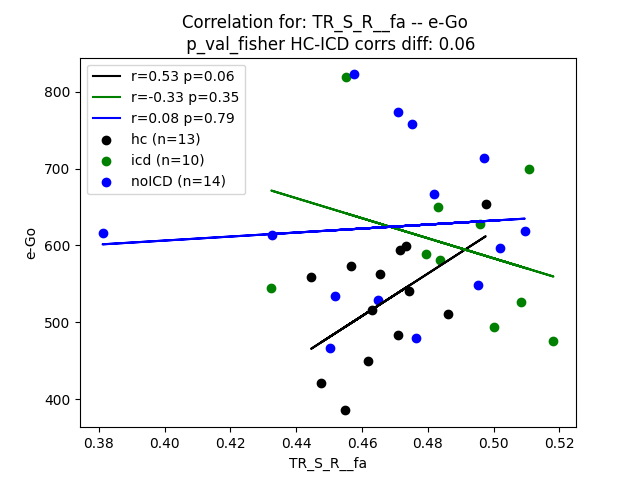 Correlation for: TR_S_R__fa -- e-Go
p_val_fisher HC-ICD corrs diff: 0.06
r=0.53 p=0.06
r=-0.33 p=0.35
r=0.08 p=0.79
hc (n=13)
icd (n=10)
noICD (n=14)
800
700
600
500
400
e-Go
0.38
0.40
0.42
0.44
0.46
0.48
0.50
0.52
TR_S_R__fa